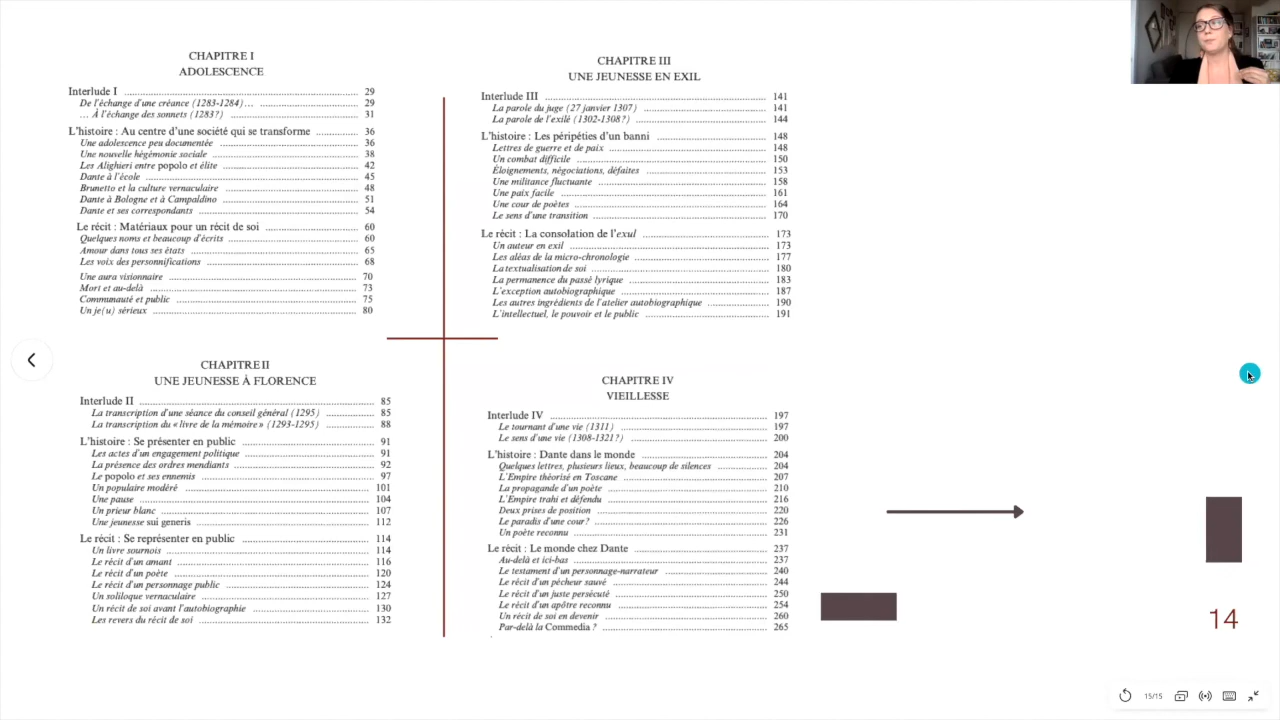 CHAPITRE I
ADOLESCENCE
Interlude I ........ 29
De l'échange d'une créance (1283-1284)… ........ 29
… À l'échange des sonnets (1283?) ........ 31
L'histoire : Au centre d'une société qui se transforme ........ 36
Une adolescence peu documentée ........ 36
Une nouvelle hégémonie sociale ........ 38
Les Alighieri entre popolo et élite ........ 42
Dante à l'école ........ 45
Brunetto et la culture vernaculaire ........ 48
Dante à Bologne et à Campaldino ........ 51
Dante et ses correspondants ........ 54
Le récit : Matériaux pour un récit de soi ........ 60
Quelques noms et beaucoup d'écrits ........ 60
Amour dans tous ses états ........ 65
Les voix des personnifications ........ 68
Une aura visionnaire ........ 70
Mort et au-delà ........ 73
Communauté et public ........ 75
Un je(u) sérieux ........ 80
CHAPITRE II
UNE JEUNESSE À FLORENCE
Interlude II ........ 85
La transcription d'une séance du conseil général (1295) ........ 85
La transcription du « livre de la mémoire » (1293-1295) ........ 88
L'histoire : Se présenter en public ........ 91
Les actes d'un engagement politique ........ 91
La présence des ordres mendiants ........ 92
Le popolo et ses ennemis ........ 97
Un populaire modéré ........ 101
Une pause ........ 104
Un prieur blanc ........ 107
Une jeunesse sui generis ........ 112
Le récit : Se représenter en public ........ 114
Un livre sournois ........ 114
Le récit d'un amant ........ 116
Le récit d'un poète ........ 120
Le récit d'un personnage public ........ 124
Un soliloque vernaculaire ........ 127
Un récit de soi avant l'autobiographie ........ 130
Les revers du récit de soi ........ 132
CHAPITRE III
UNE JEUNESSE EN EXIL
Interlude III ........ 141
La parole du juge (27 janvier 1307) ........ 141
La parole de l'exilé (1302-1308?) ........ 144
L'histoire : Les péripéties d'un banni ........ 148
Lettres de guerre et de paix ........ 148
Un combat difficile ........ 150
Éloignements, négociations, défaites ........ 153
Une militance fluctuante ........ 158
Une paix facile ........ 161
Une cour de poètes ........ 164
Le sens d'une transition ........ 170
Le récit : La consolation de l'exul ........ 173
Un auteur en exil ........ 173
Les aléas de la micro-chronologie ........ 177
La textualisation de soi ........ 180
La permanence du passé lyrique ........ 183
L'exception autobiographique ........ 187
Les autres ingrédients de l'atelier autobiographique ........ 190
L'intellectuel, le pouvoir et le public ........ 191
CHAPITRE IV
VIEILLESSE
Interlude IV ........ 197
Le tournant d'une vie (1311) ........ 197
Le sens d'une vie (1308-1321?) ........ 200
L'histoire : Dante dans le monde ........ 204
Quelques lettres, plusieurs lieux, beaucoup de silences ........ 204
L'Empire théorisé en Toscane ........ 207
La propagande d'un poète ........ 210
L'Empire trahi et défendu ........ 216
Deux prises de position ........ 220
Le paradis d'une cour? ........ 226
Un poète reconnu ........ 231
Le récit : Le monde chez Dante ........ 237
Au-delà et ici-bas ........ 237
Le testament d'un personnage-narrateur ........ 240
Le récit d'un pécheur sauvé ........ 244
Le récit d'un juste persécuté ........ 250
Le récit d'un apôtre reconnu ........ 254
Un récit de soi en devenir ........ 260
Par-delà la Commedia ? ........ 265
14
15/15